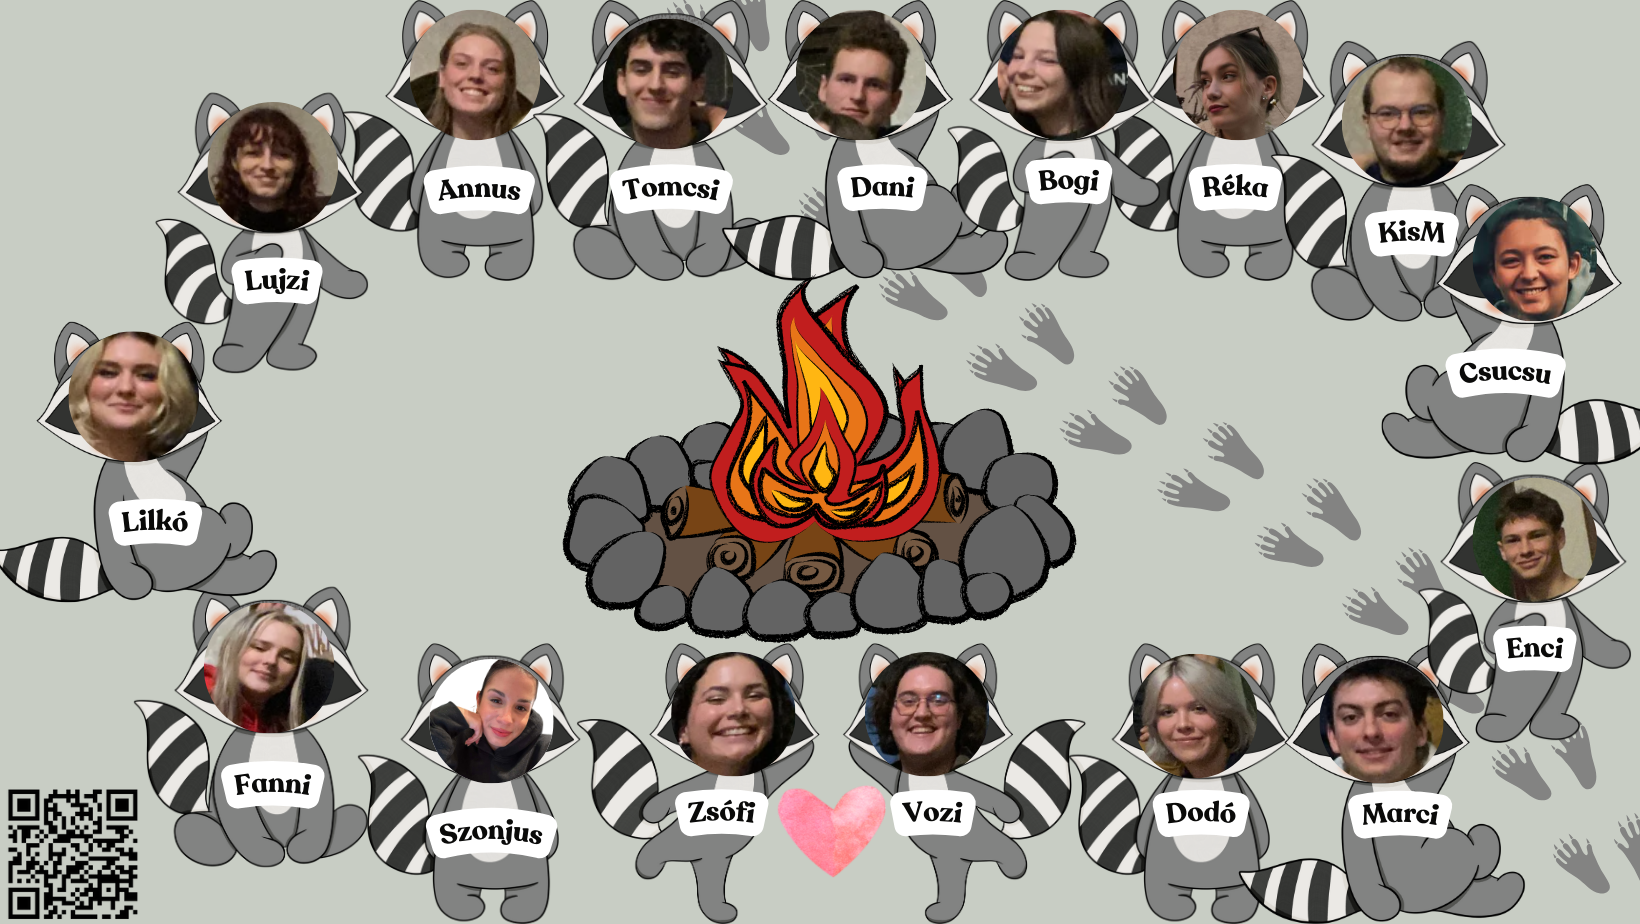 Annus
Tomcsi
Dani
Bogi
Réka
KisM
Lujzi
Csucsu
Lilkó
Enci
Fanni
Szonjus
Zsófi
Vozi
Dodó
Marci